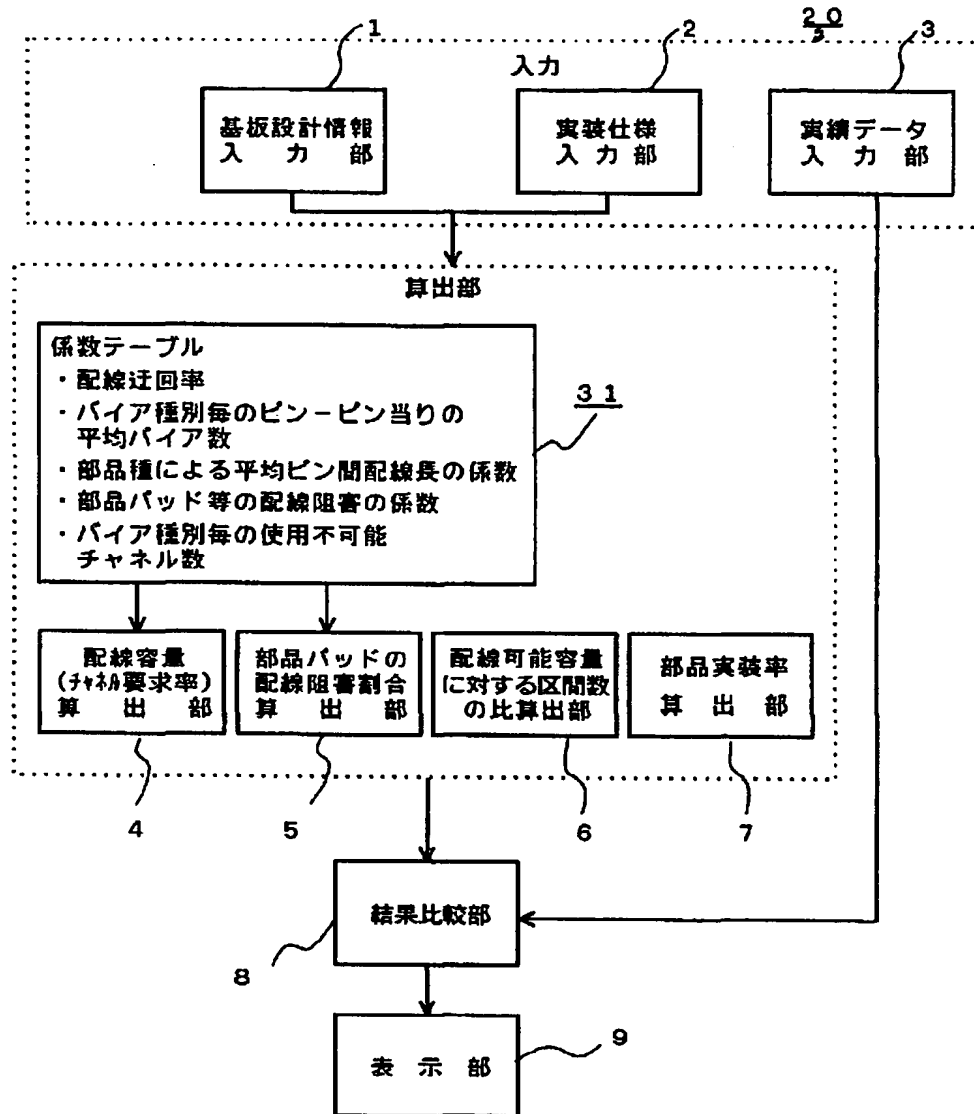 1
2
20
3
入力
基板設計情報
入力部
実装仕様
入力部
実績データ
入力部
算出部
係数テーブル
・配線迂回率
・バイア種別毎のピン－ピン当りの
平均バイア数
・部品種による平均ピン間配線長の係数
・部品パッド等の配線阻害の係数
・バイア種別毎の使用不可能
チャネル数
31
配線容量
(ﾁｬﾈﾙ要求率)
算出部
部品パッドの
配線阻害割合
算出部
配線可能容量
に対する区間数
の比算出部
部品実装率
算出部
4
5
6
7
結果比較部
8
表示部
9